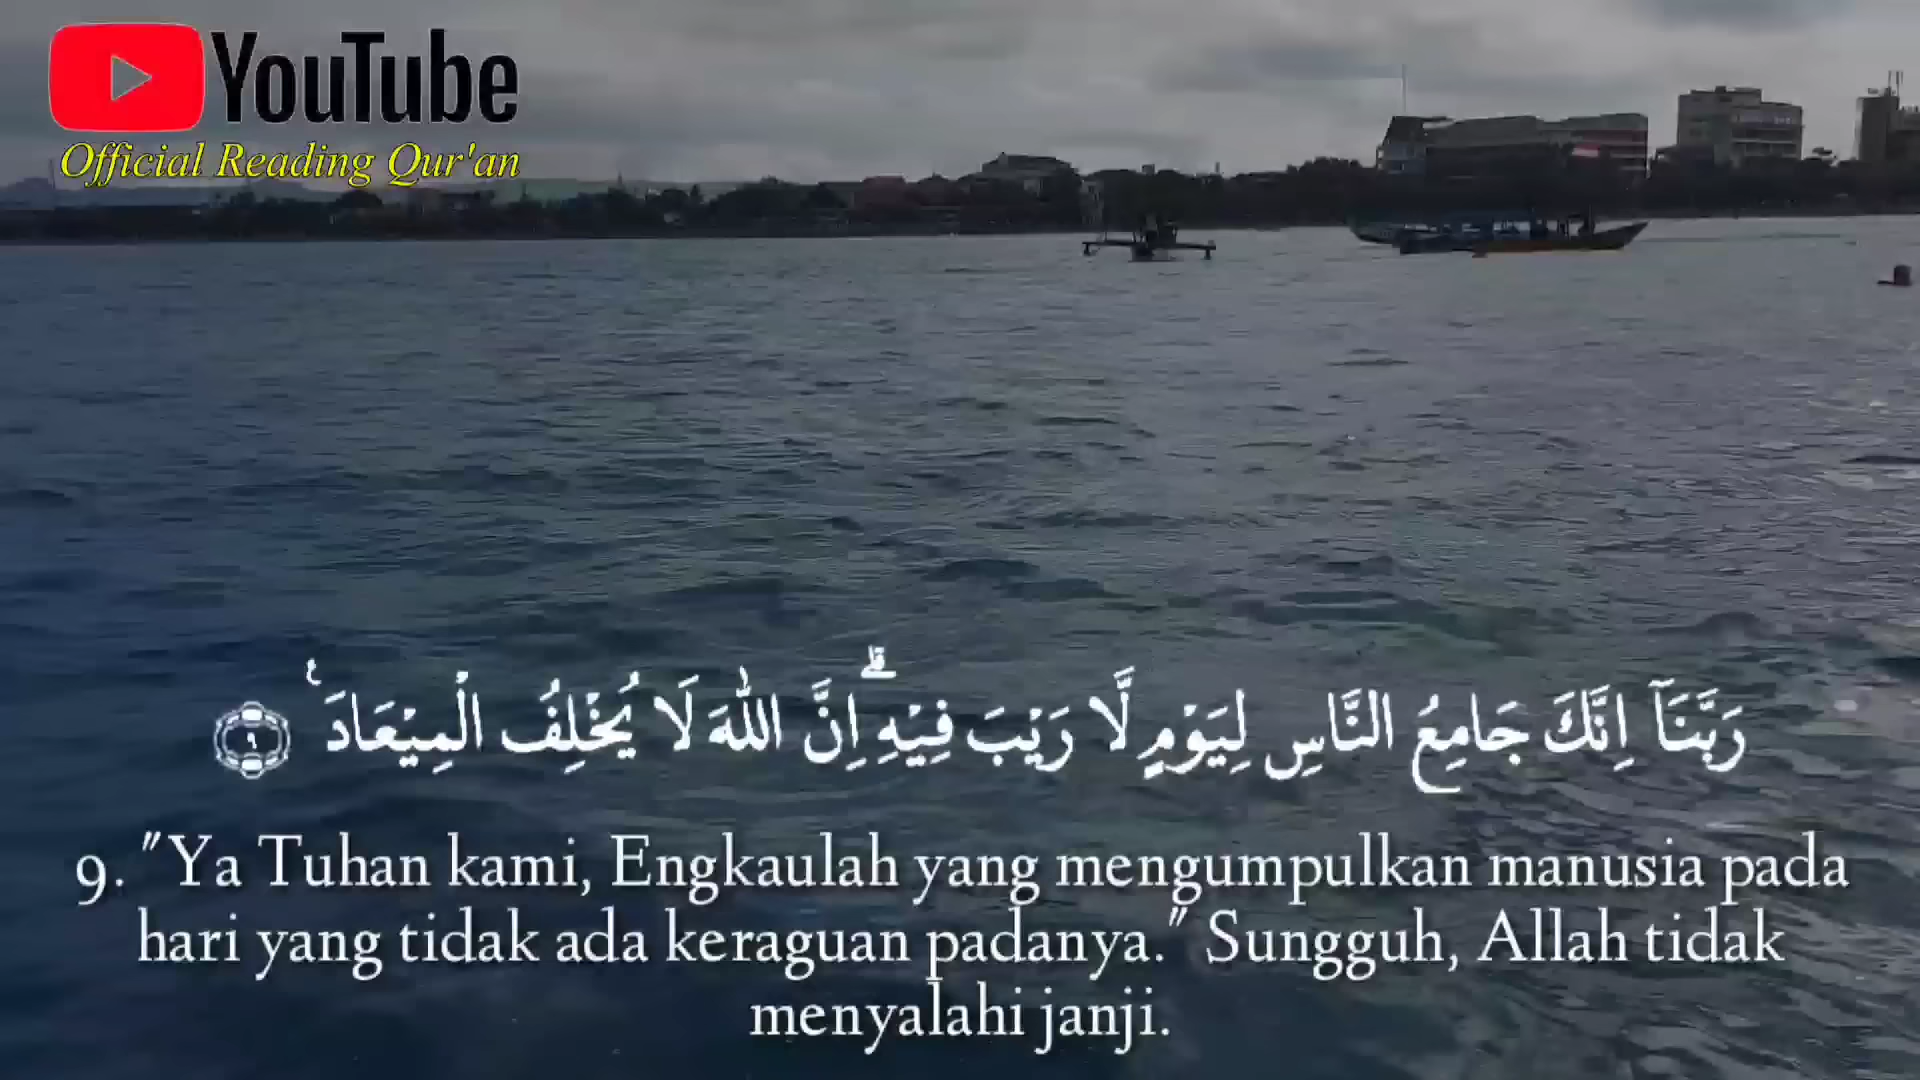 YouTube
Official Reading Qur'an
رَبَّنَآ اِنَّكَ جَامِعُ النَّاسِ لِيَوْمٍ لَّا رَيْبَ فِيْهِ ۗاِنَّ اللّٰهَ لَا يُخْلِفُ الْمِيْعَادَ ࣖ ٩
9. "Ya Tuhan kami, Engkaulah yang mengumpulkan manusia pada
hari yang tidak ada keraguan padanya." Sungguh, Allah tidak
menyalahi janji.